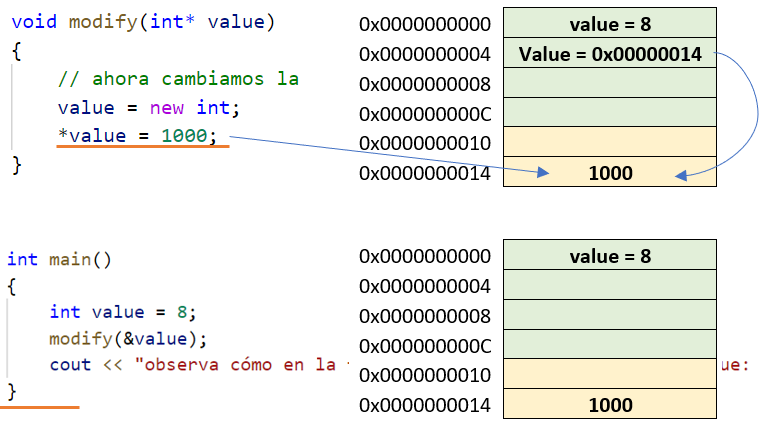 void modify(int* value)
{
// ahora cambiamos la
value = new int;
*value = 1000;
}
0x0000000000 value = 8
0x0000000004 Value = 0x00000014
0x0000000008
0x000000000C
0x0000000010
0x0000000014 1000
int main()
{
int value = 8;
modify(&value);
cout << "observa cómo en la ue:
}
0x0000000000 value = 8
0x0000000004
0x0000000008
0x000000000C
0x0000000010
0x0000000014 1000